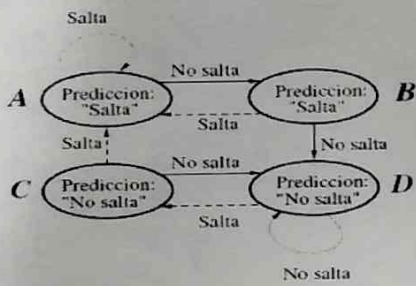 Salta
No salta
A
Prediccion:
"Salta"
Prediccion:
"Salta"
B
Salta
Salta
No salta
No salta
C
Prediccion:
"No salta"
Prediccion:
"No salta"
D
Salta
No salta